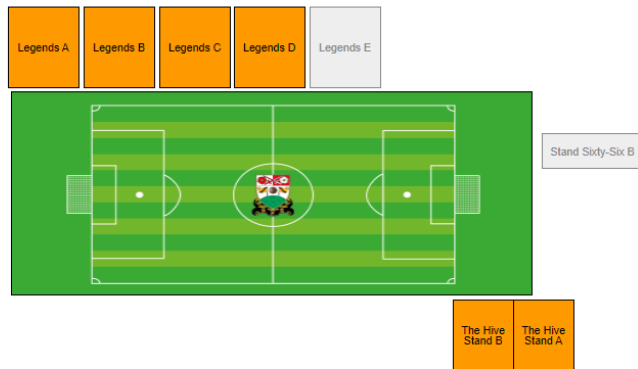 Legends A
Legends B
Legends C
Legends D
Legends E
Stand Sixty-Six B
The Hive
Stand B
The Hive
Stand A